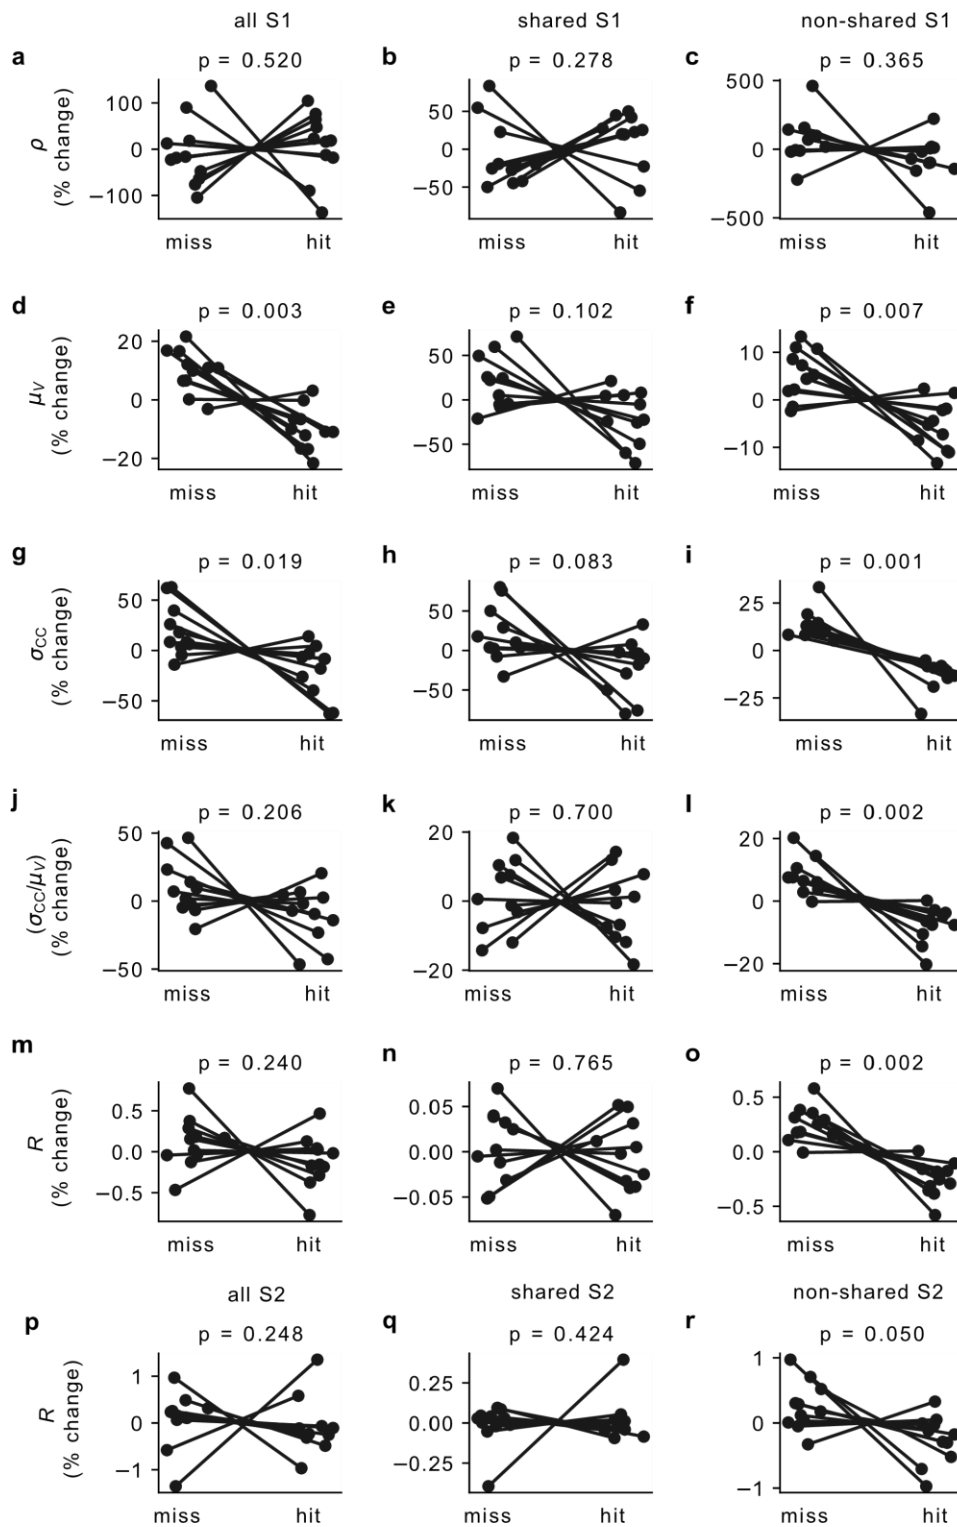 all S1 shared S1 non-shared S1
a p = 0.520 b p = 0.278 c p = 0.365
ρ (% change) 100 0 −100 50 0 −50 500 0 −500
miss hit miss hit miss hit
d p = 0.003 e p = 0.102 f p = 0.007
μV (% change) 20 0 −20 50 0 −50 10 0 −10
miss hit miss hit miss hit
g p = 0.019 h p = 0.083 i p = 0.001
σCC (% change) 50 0 −50 50 0 −50 25 0 −25
miss hit miss hit miss hit
j p = 0.206 k p = 0.700 l p = 0.002
(σCC/μV) (% change) 50 0 −50 20 0 −20 20 0 −20
miss hit miss hit miss hit
m p = 0.240 n p = 0.765 o p = 0.002
R (% change) 0.5 0.0 −0.5 0.05 0.00 −0.05 0.5 0.0 −0.5
miss hit miss hit miss hit
all S2 shared S2 non-shared S2
p p = 0.248 q p = 0.424 r p = 0.050
R (% change) 1 0 −1 0.25 0.00 −0.25 1 0 −1
miss hit miss hit miss hit